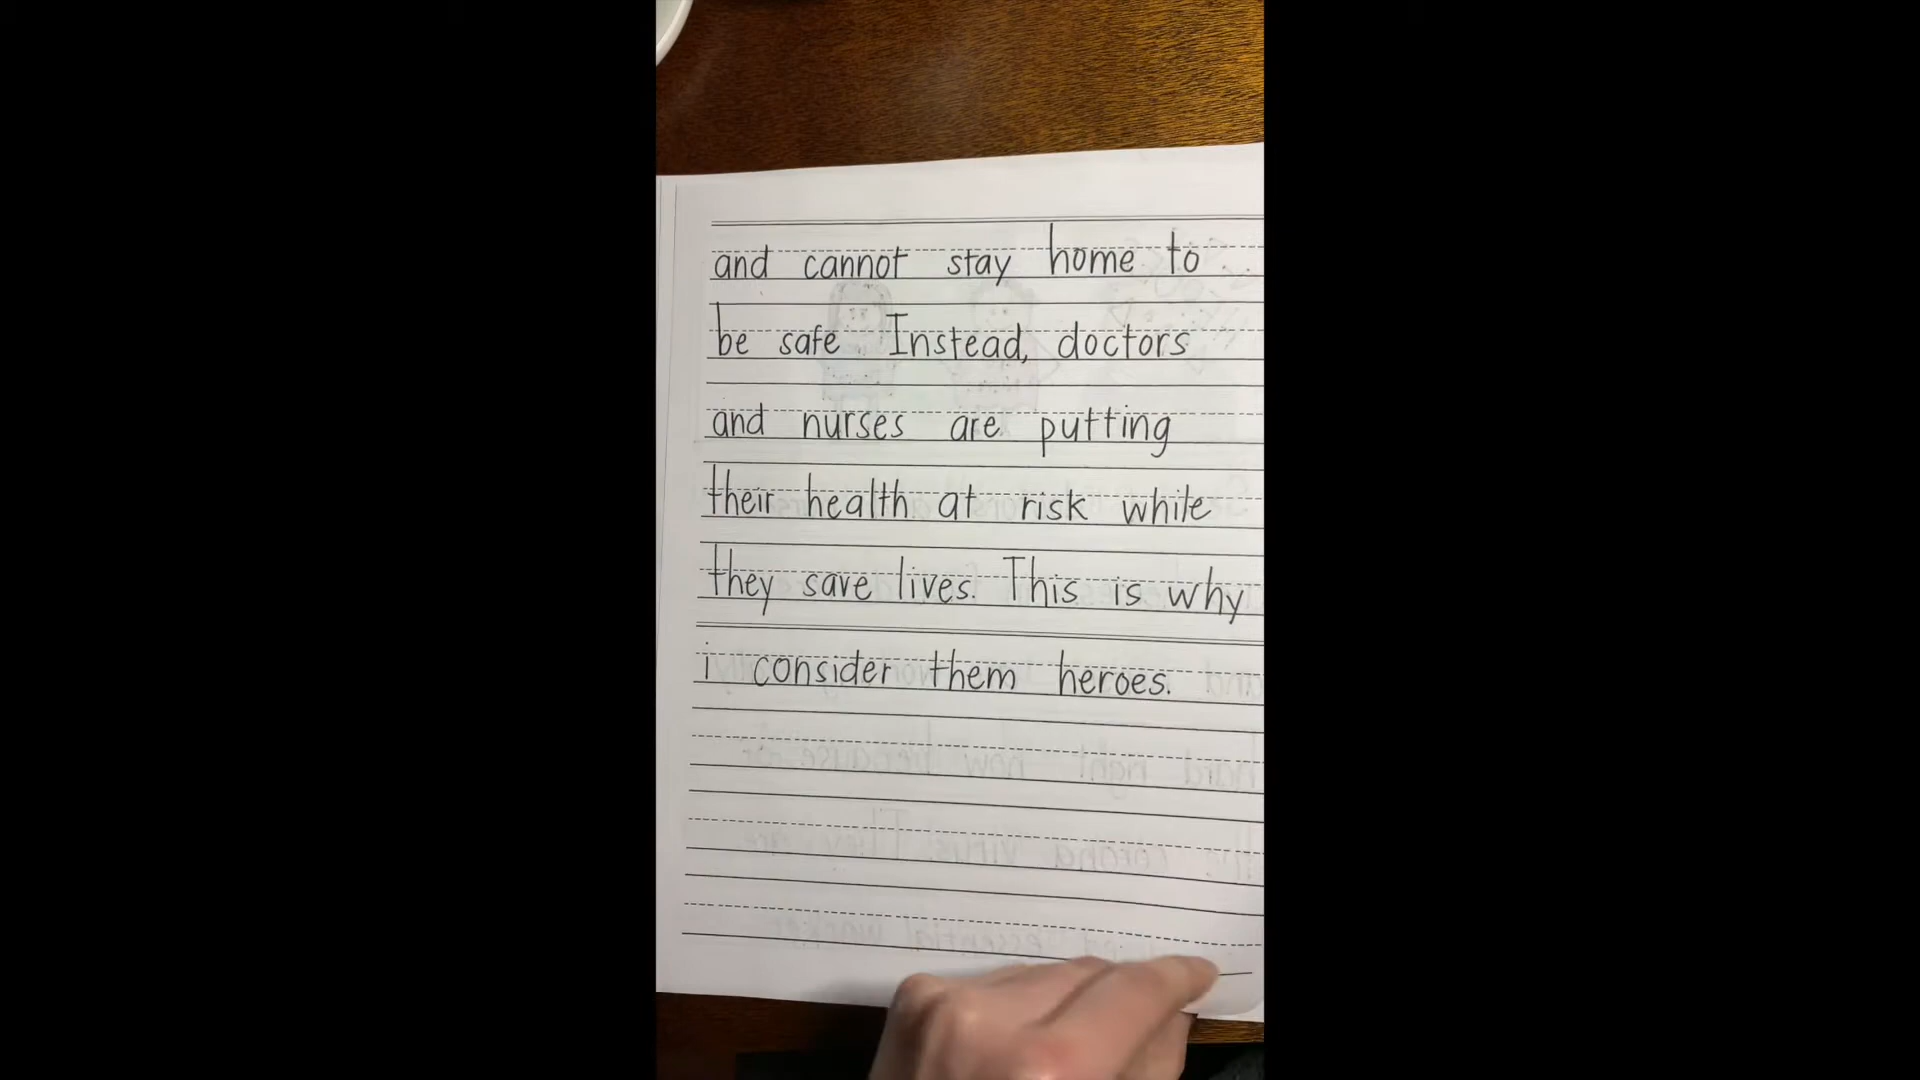 and cannot stay home to
be safe. Instead, doctors
and nurses are putting
their health at risk while
they save lives. This is why
i consider them heroes.